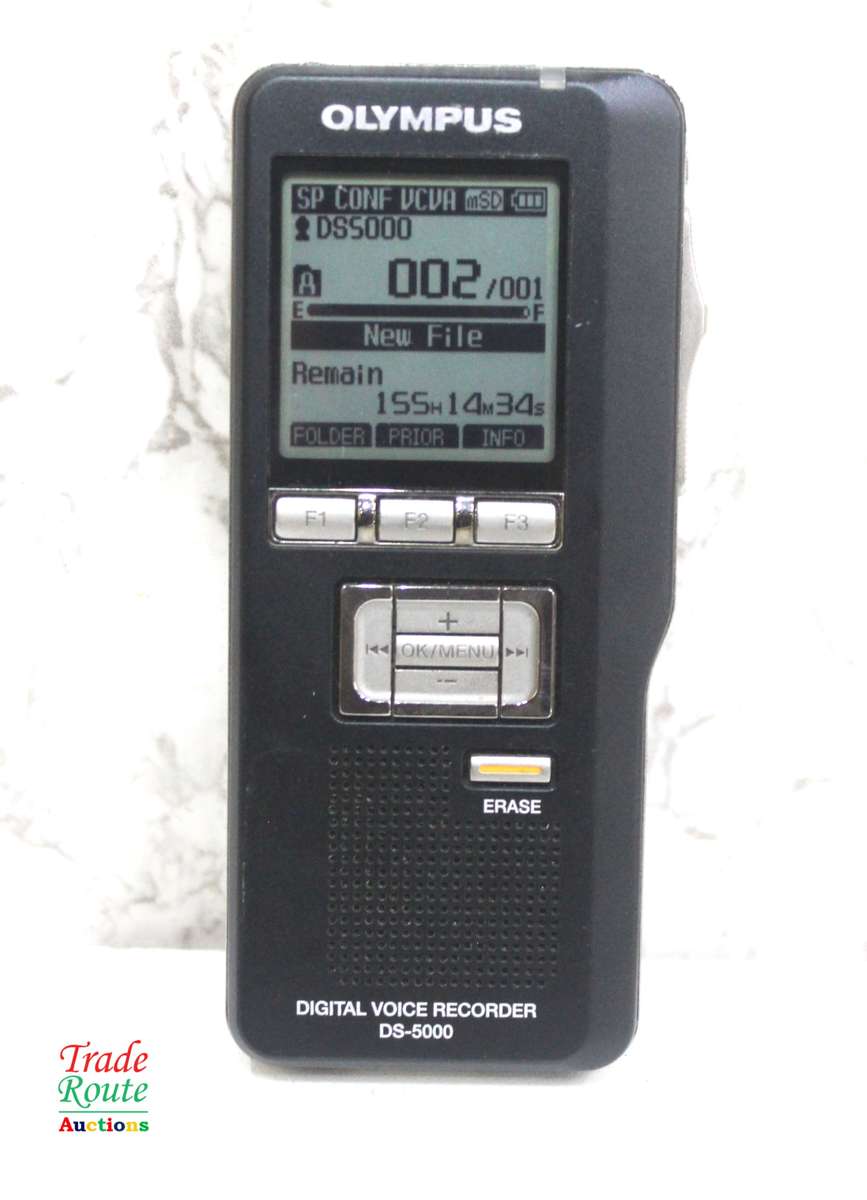 OLYMPUS
SP CONF VCVA mSD
DS5000
A 002/001
E F
New File
Remain
155H14M34s
FOLDER PRIOR INFO
F1 F2 F3
+
OK/MENU
-
ERASE
DIGITAL VOICE RECORDER
DS-5000
Trade
Route
Auctions